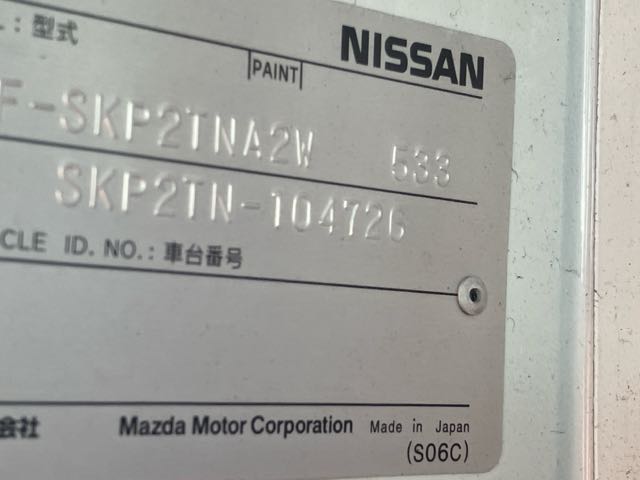 L : 型式
NISSAN
PAINT
F-SKP2TNA2W 533
SKP2TN-104726
CLE ID. NO. : 車台番号
会社 Mazda Motor Corporation Made in Japan
(S06C)